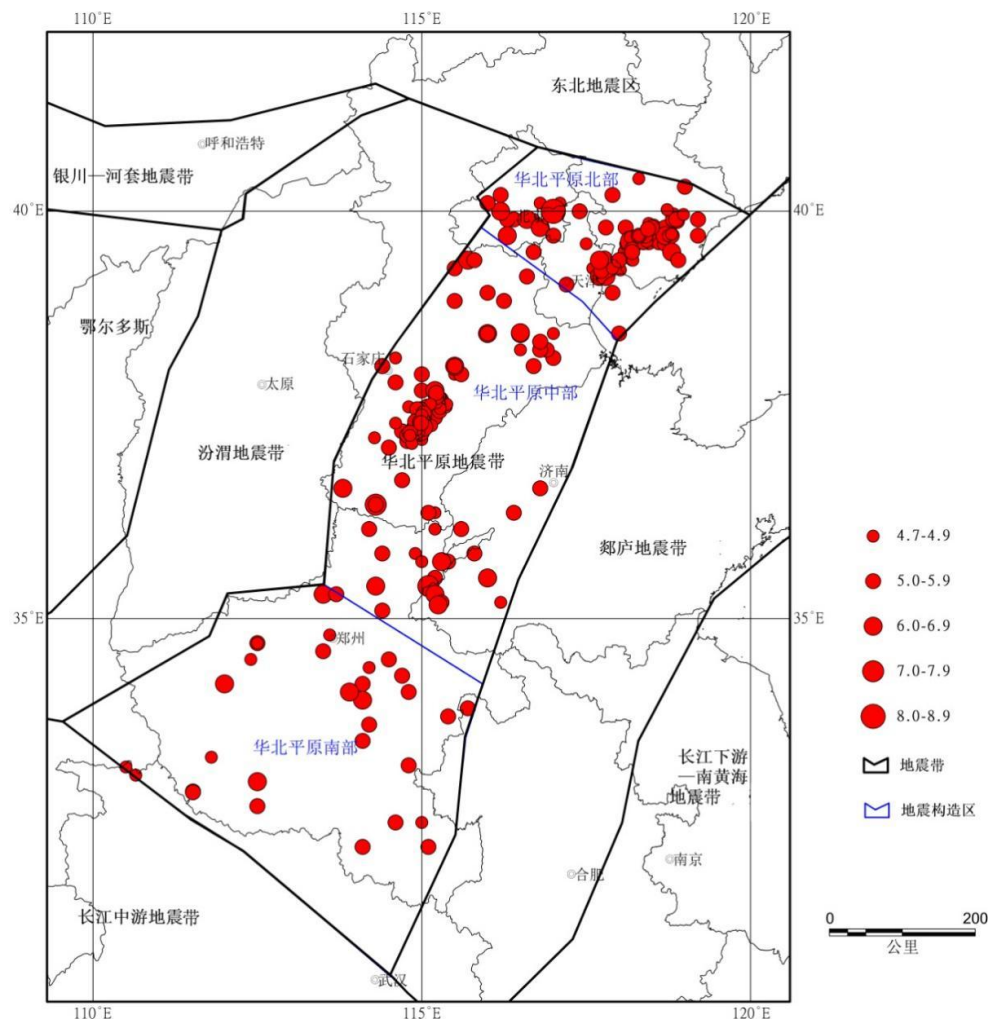 110°E
115°E
120°E
东北地震区
呼和浩特
银川—河套地震带
华北平原北部
40°E
40°E
天津
鄂尔多斯
石家庄
太原
华北平原中部
汾渭地震带
华北平原地震带
济南
郯庐地震带
4.7-4.9
5.0-5.9
35°E
35°E
6.0-6.9
郑州
7.0-7.9
8.0-8.9
华北平原南部
长江下游
—南黄海
地震带
地震带
地震构造区
南京
合肥
长江中游地震带
0
200
公里
武汉
110°E
115°E
120°E